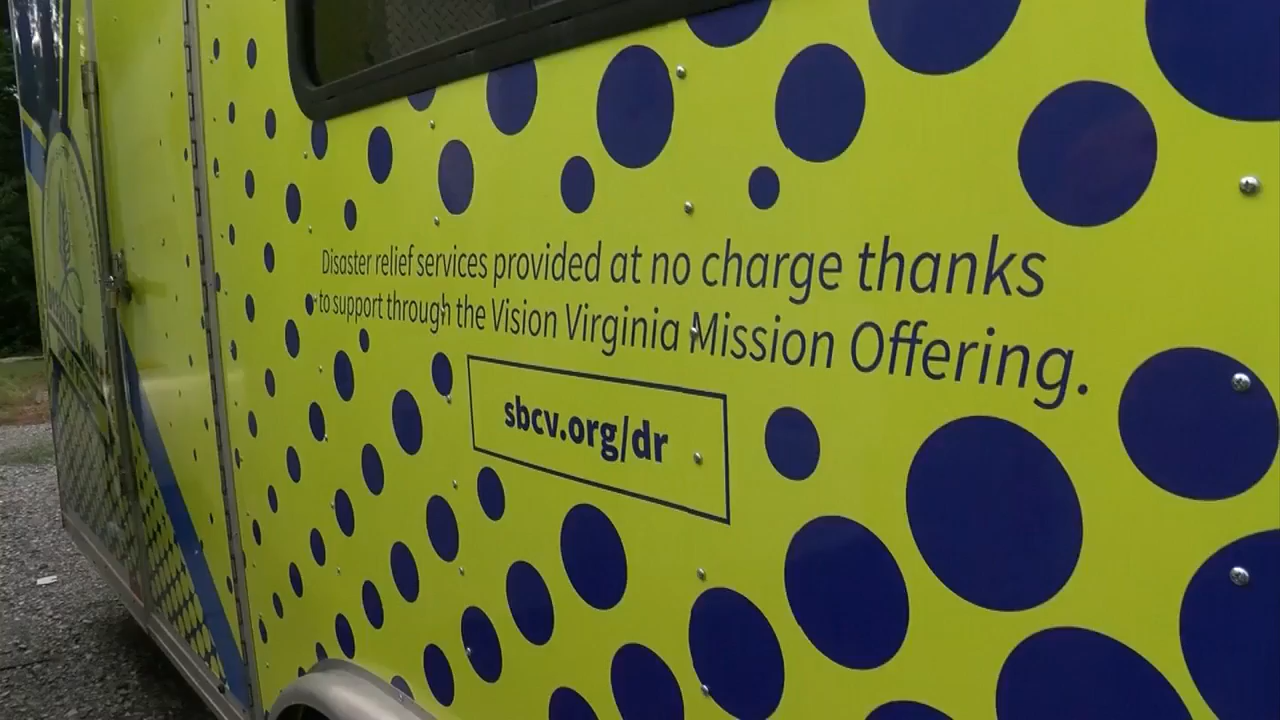 Disaster relief services provided at no charge thanks
to support through the Vision Virginia Mission Offering.
sbcv.org/dr